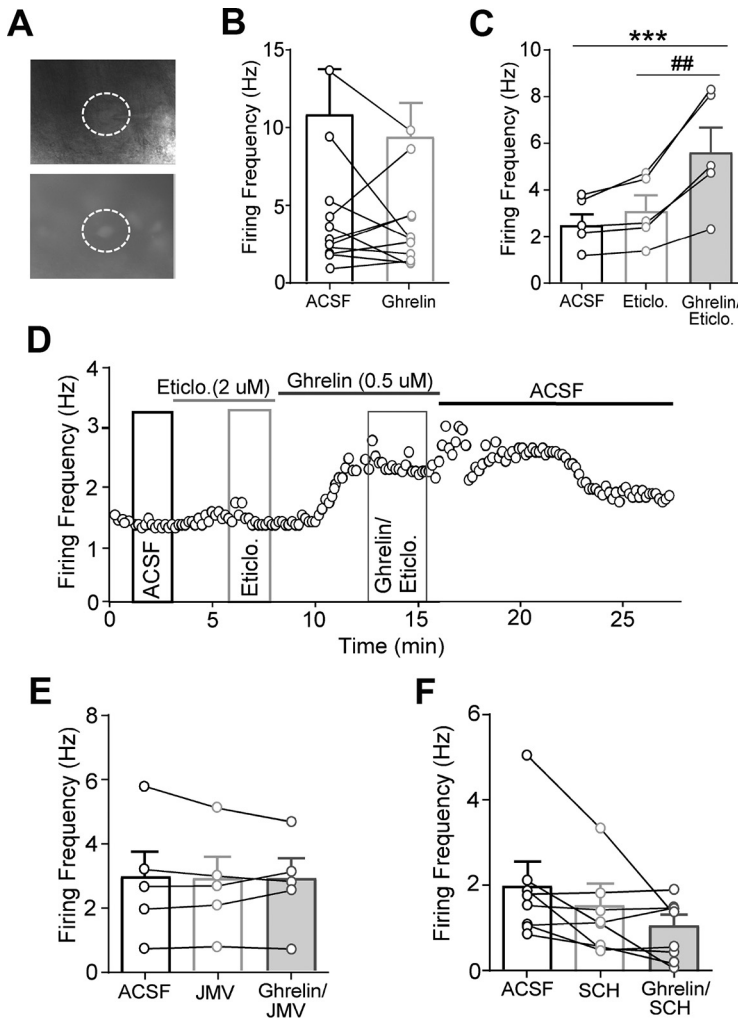 A
B
Firing Frequency (Hz)
15
10
5
0
ACSF
Ghrelin
C
Firing Frequency (Hz)
10
8
6
4
2
0
***
##
ACSF
Eticlo.
Ghrelin/
Eticlo.
D
Firing Frequency (Hz)
4
3
2
1
0
Eticlo.(2 uM)
Ghrelin (0.5 uM)
ACSF
ACSF
Eticlo.
Ghrelin/
Eticlo.
0
5
10
15
20
25
Time (min)
E
Firing Frequency (Hz)
8
6
4
2
0
ACSF
JMV
Ghrelin/
JMV
F
Firing Frequency (Hz)
6
4
2
0
ACSF
SCH
Ghrelin/
SCH